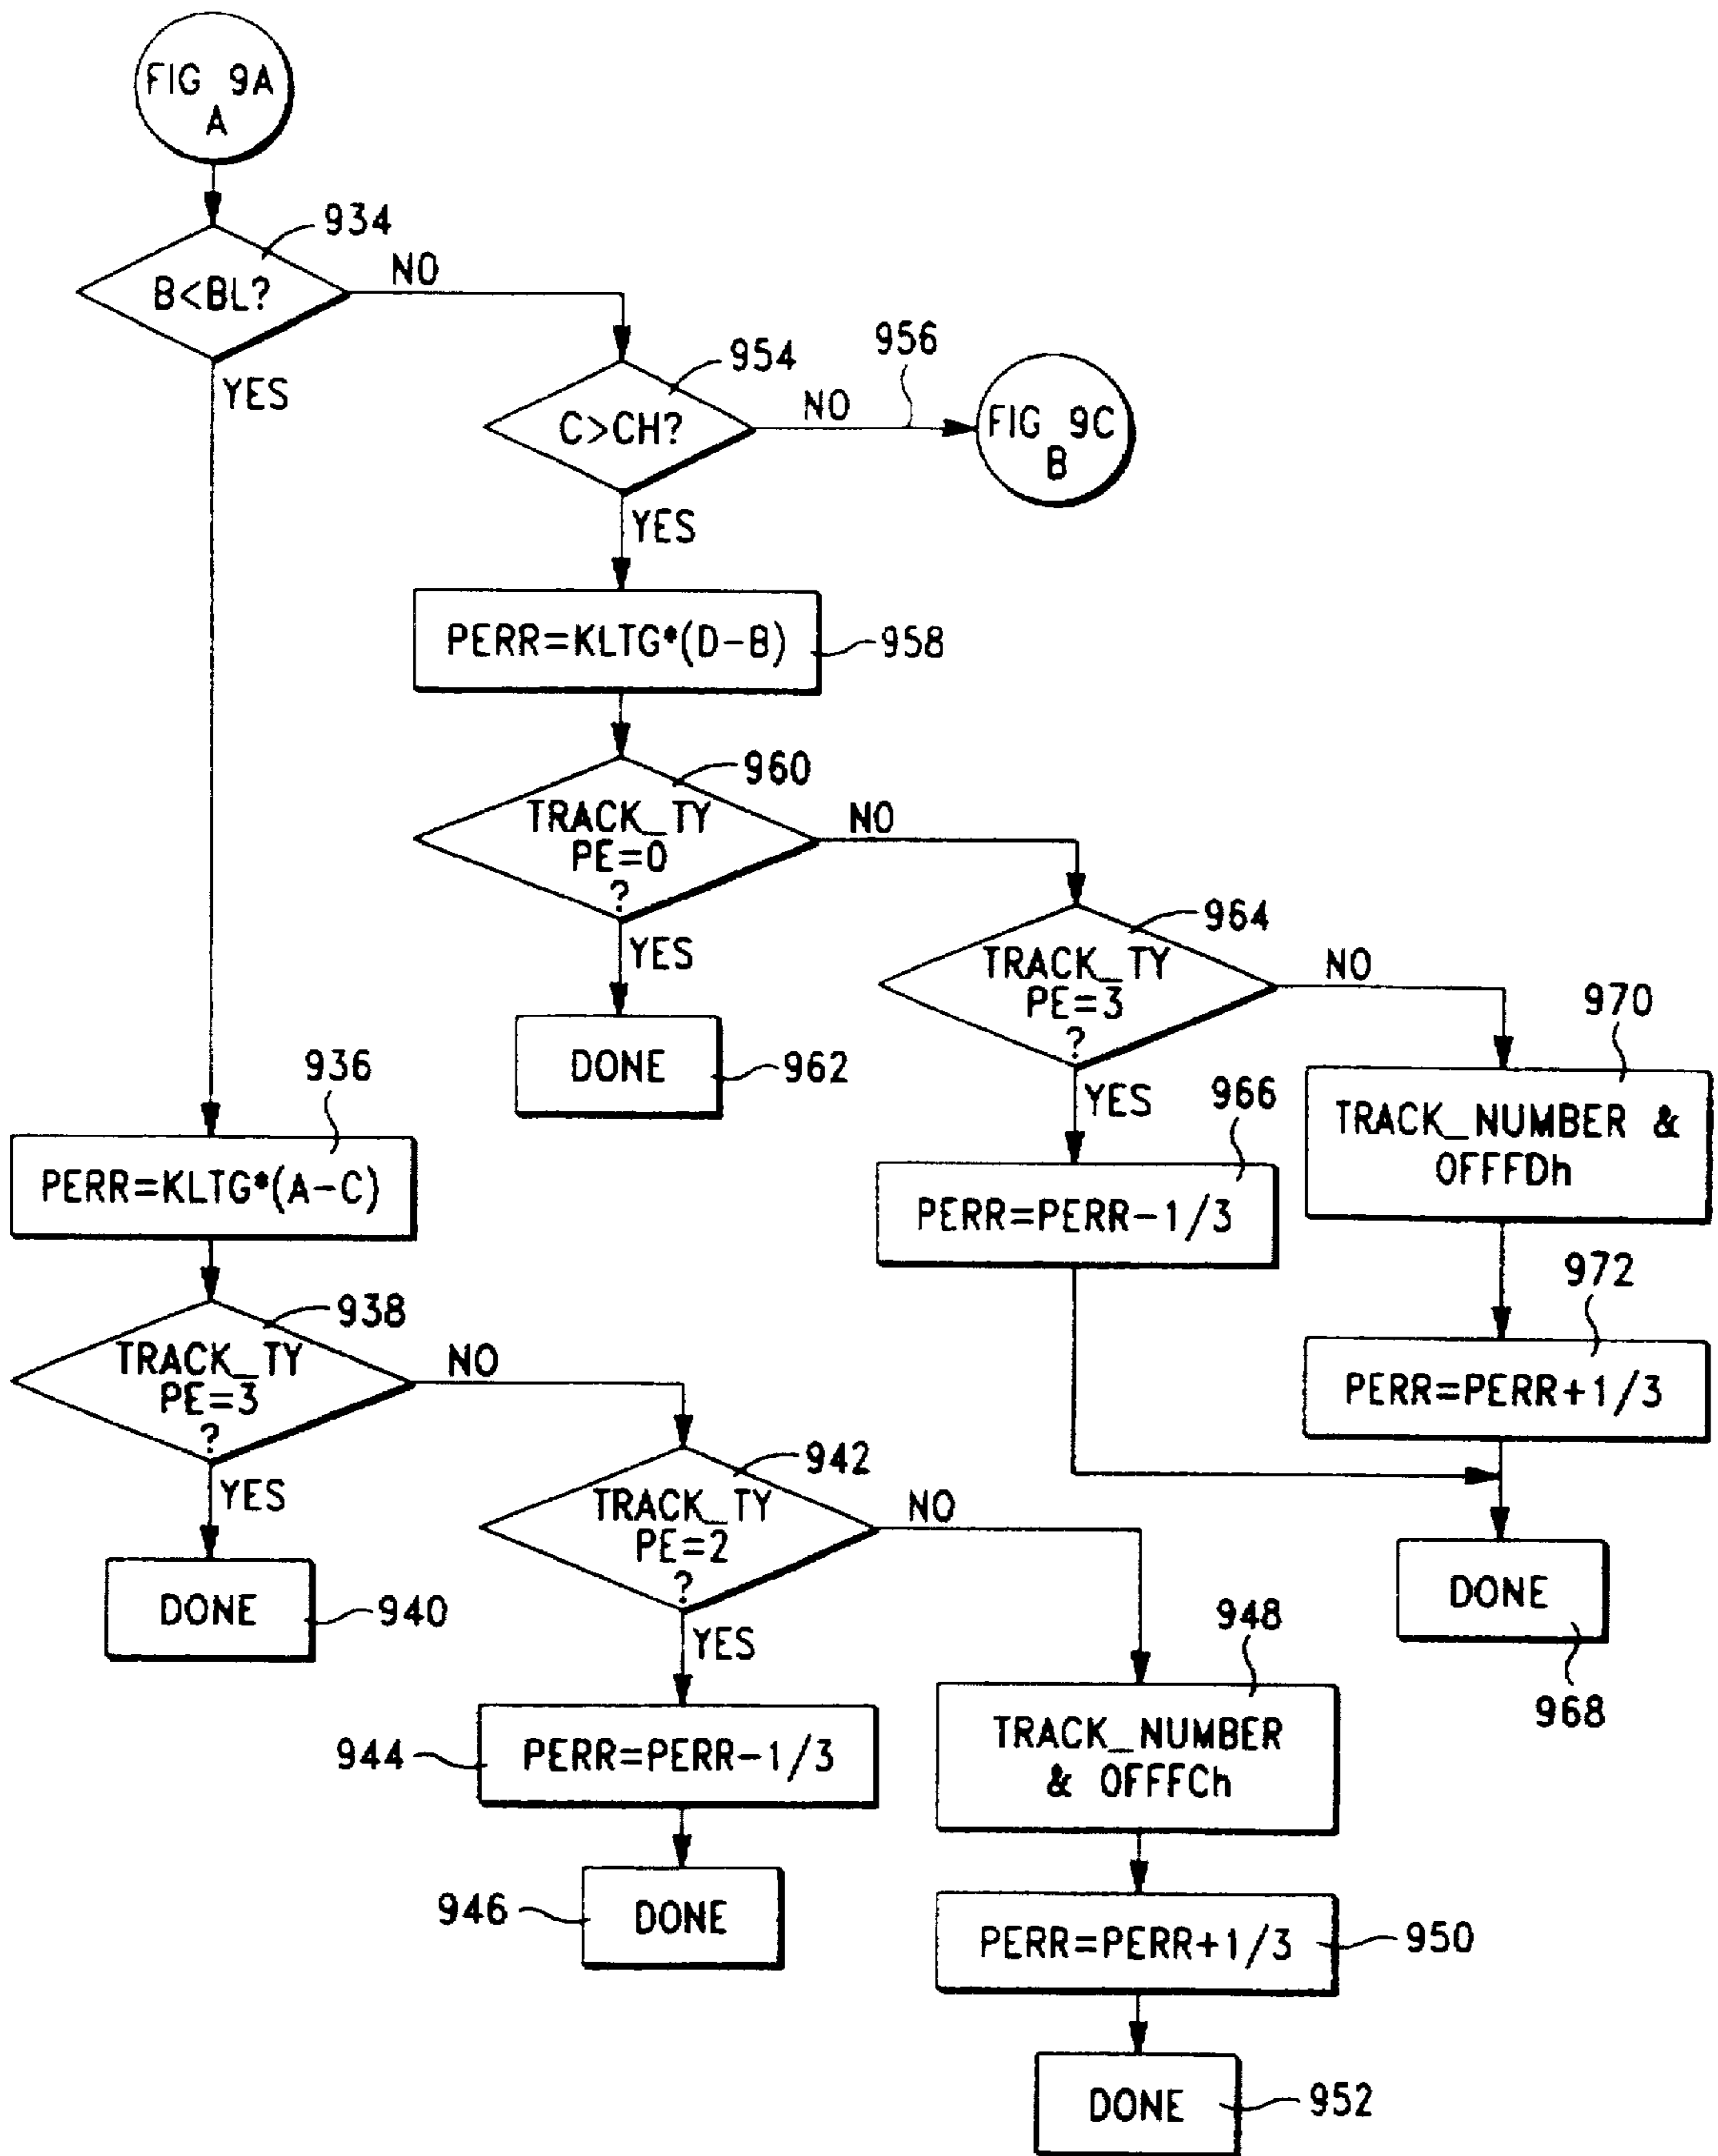 FIG 9A
A
934
B<BL?
NO
YES
954
956
C>CH?
NO
FIG 9C
B
YES
PERR=KLTG*(D-B)
958
960
TRACK_TY
PE=0
?
NO
YES
964
TRACK_TY
PE=3
?
NO
970
DONE
962
936
YES
966
TRACK_NUMBER &
0FFFDh
PERR=KLTG*(A-C)
PERR=PERR-1/3
972
938
TRACK_TY
PE=3
?
NO
PERR=PERR+1/3
YES
942
TRACK_TY
PE=2
?
NO
DONE
940
DONE
968
YES
948
944
PERR=PERR-1/3
TRACK_NUMBER
& 0FFFCh
946
DONE
PERR=PERR+1/3
950
DONE
952